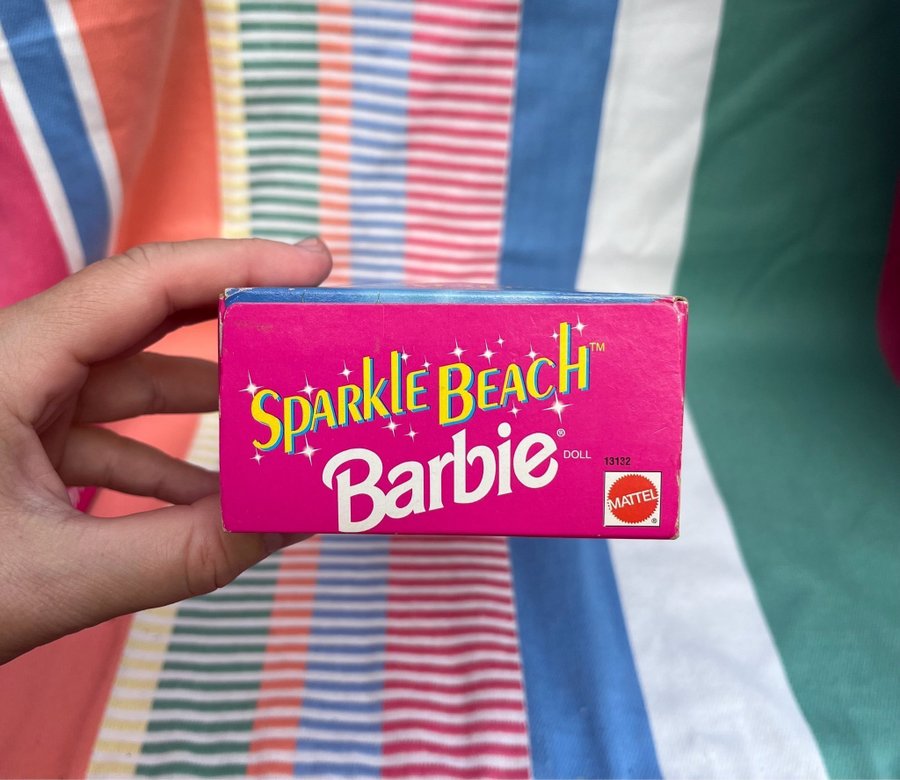 SPARKLE BEACH™
Barbie® DOLL
13132
MATTEL
®